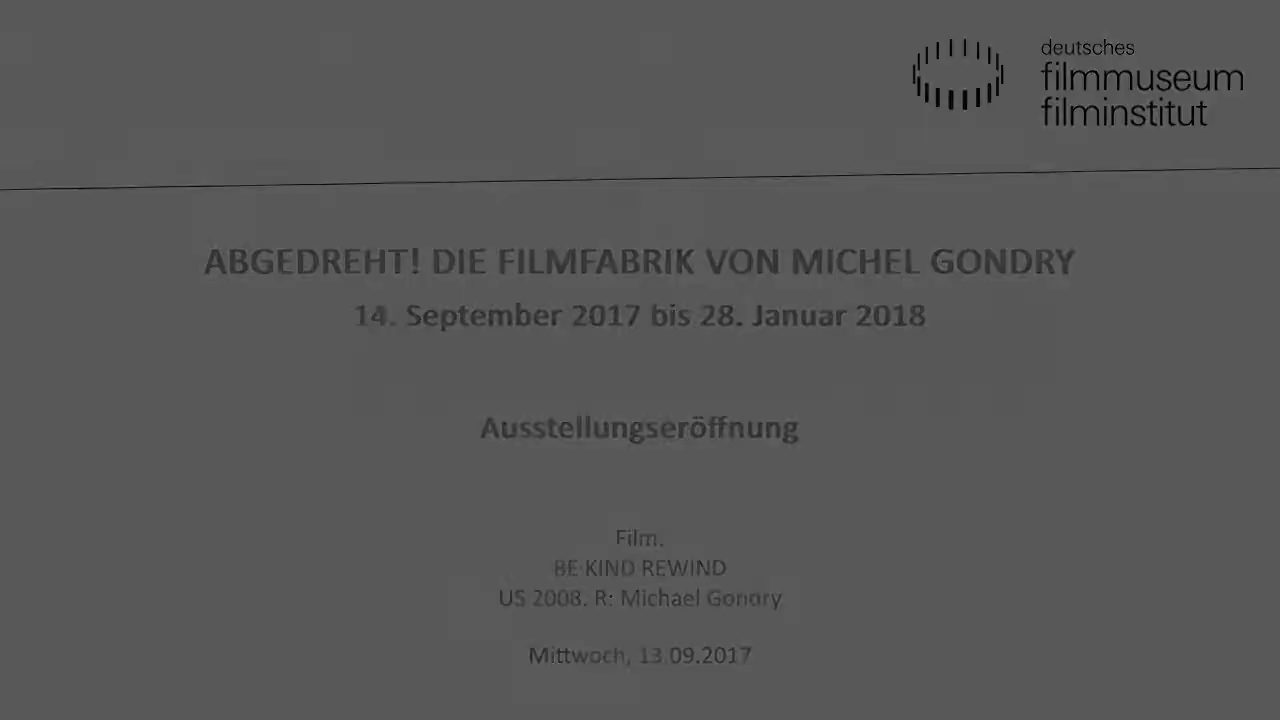 deutsches
filmmuseum
filminstitut
ABGEDREHT! DIE FILMFABRIK VON MICHEL GONDRY
14. September 2017 bis 28. Januar 2018
Ausstellungseröffnung
Film.
BE KIND REWIND
US 2008. R: Michael Gondry
Mittwoch, 13.09.2017